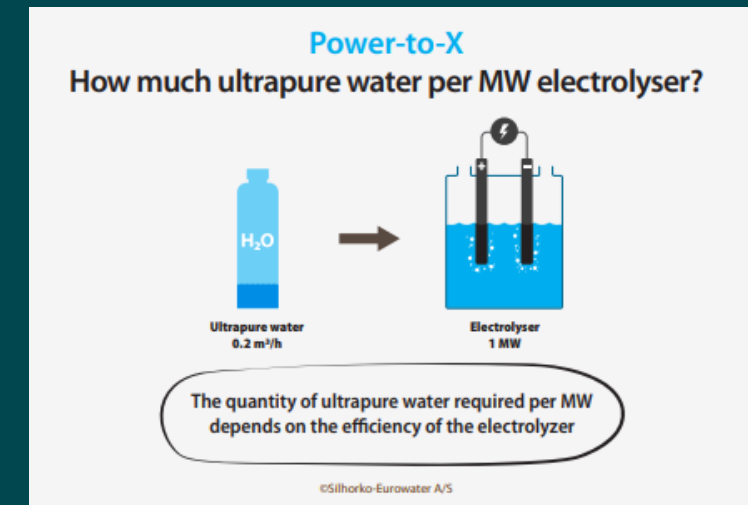 Power-to-X
How much ultrapure water per MW electrolyser?
H₂O
+
−
Ultrapure water
0.2 m³/h
Electrolyser
1 MW
The quantity of ultrapure water required per MW
depends on the efficiency of the electrolyzer
©Silhorko-Eurowater A/S